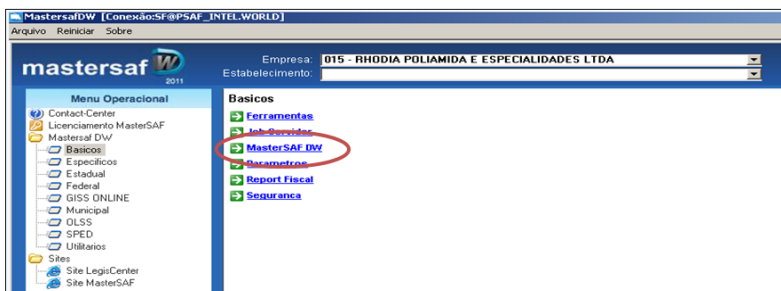 MastersafDW [Conexão:SF@PSAF_INTEL.WORLD]
Arquivo Reiniciar Sobre
mastersaf DW
2011
Empresa: 015 - RHODIA POLIAMIDA E ESPECIALIDADES LTDA
Estabelecimento:
Menu Operacional
Contact-Center
Licenciamento MasterSAF
Mastersaf DW
Basicos
Especificos
Estadual
Federal
GISS ONLINE
Municipal
OLSS
SPED
Utilitarios
Sites
Site LegisCenter
Site MasterSAF
Basicos
Ferramentas
Job Servidor
MasterSAF DW
Parametros
Report Fiscal
Seguranca